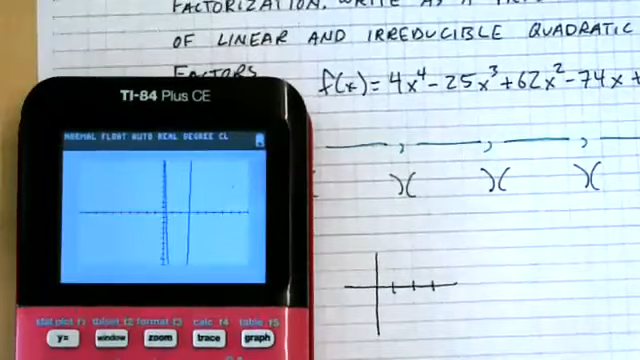 FACTORIZATION. WRITE AS A
OF LINEAR AND IRREDUCIBLE QUADRATIC
FACTORS
f(x) = 4x⁴ - 25x³ + 62x² - 74x +
, , ,
)( )( )(
TI-84 Plus CE
NORMAL FLOAT AUTO REAL DEGREE CL
stat plot f1 tblset f2 format f3 calc f4 table f5
y= window zoom trace graph